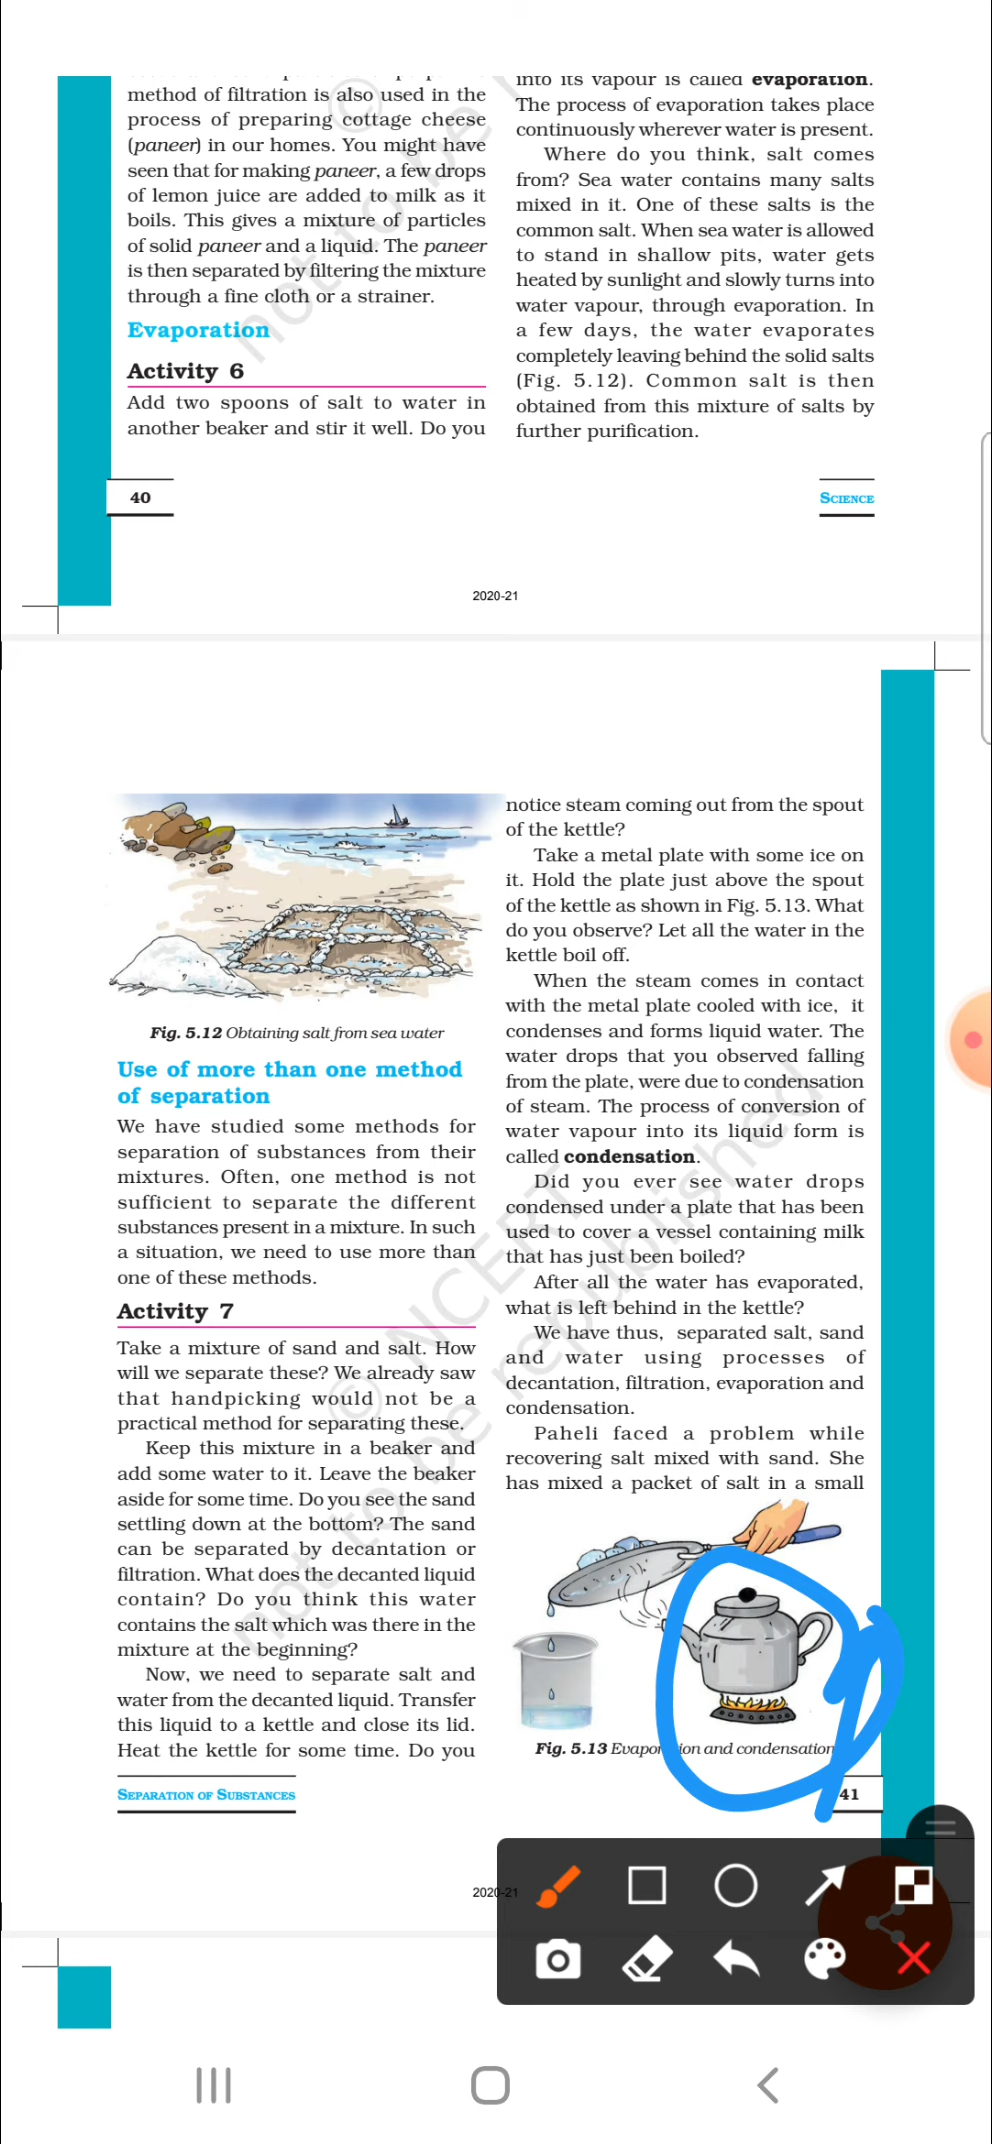 method of filtration is also used in the
process of preparing cottage cheese
(paneer) in our homes. You might have
seen that for making paneer, a few drops
of lemon juice are added to milk as it
boils. This gives a mixture of particles
of solid paneer and a liquid. The paneer
is then separated by filtering the mixture
through a fine cloth or a strainer.
Evaporation
Activity 6
Add two spoons of salt to water in
another beaker and stir it well. Do you
into its vapour is called evaporation.
The process of evaporation takes place
continuously wherever water is present.
Where do you think, salt comes
from? Sea water contains many salts
mixed in it. One of these salts is the
common salt. When sea water is allowed
to stand in shallow pits, water gets
heated by sunlight and slowly turns into
water vapour, through evaporation. In
a few days, the water evaporates
completely leaving behind the solid salts
(Fig. 5.12). Common salt is then
obtained from this mixture of salts by
further purification.
40
SCIENCE
2020-21
Fig. 5.12 Obtaining salt from sea water
Use of more than one method
of separation
We have studied some methods for
separation of substances from their
mixtures. Often, one method is not
sufficient to separate the different
substances present in a mixture. In such
a situation, we need to use more than
one of these methods.
Activity 7
Take a mixture of sand and salt. How
will we separate these? We already saw
that handpicking would not be a
practical method for separating these.
Keep this mixture in a beaker and
add some water to it. Leave the beaker
aside for some time. Do you see the sand
settling down at the bottom? The sand
can be separated by decantation or
filtration. What does the decanted liquid
contain? Do you think this water
contains the salt which was there in the
mixture at the beginning?
Now, we need to separate salt and
water from the decanted liquid. Transfer
this liquid to a kettle and close its lid.
Heat the kettle for some time. Do you
notice steam coming out from the spout
of the kettle?
Take a metal plate with some ice on
it. Hold the plate just above the spout
of the kettle as shown in Fig. 5.13. What
do you observe? Let all the water in the
kettle boil off.
When the steam comes in contact
with the metal plate cooled with ice, it
condenses and forms liquid water. The
water drops that you observed falling
from the plate, were due to condensation
of steam. The process of conversion of
water vapour into its liquid form is
called condensation.
Did you ever see water drops
condensed under a plate that has been
used to cover a vessel containing milk
that has just been boiled?
After all the water has evaporated,
what is left behind in the kettle?
We have thus, separated salt, sand
and water using processes of
decantation, filtration, evaporation and
condensation.
Paheli faced a problem while
recovering salt mixed with sand. She
has mixed a packet of salt in a small
Fig. 5.13 Evaporation and condensation
SEPARATION OF SUBSTANCES
41
2020-21
© NCERT
not to be republished